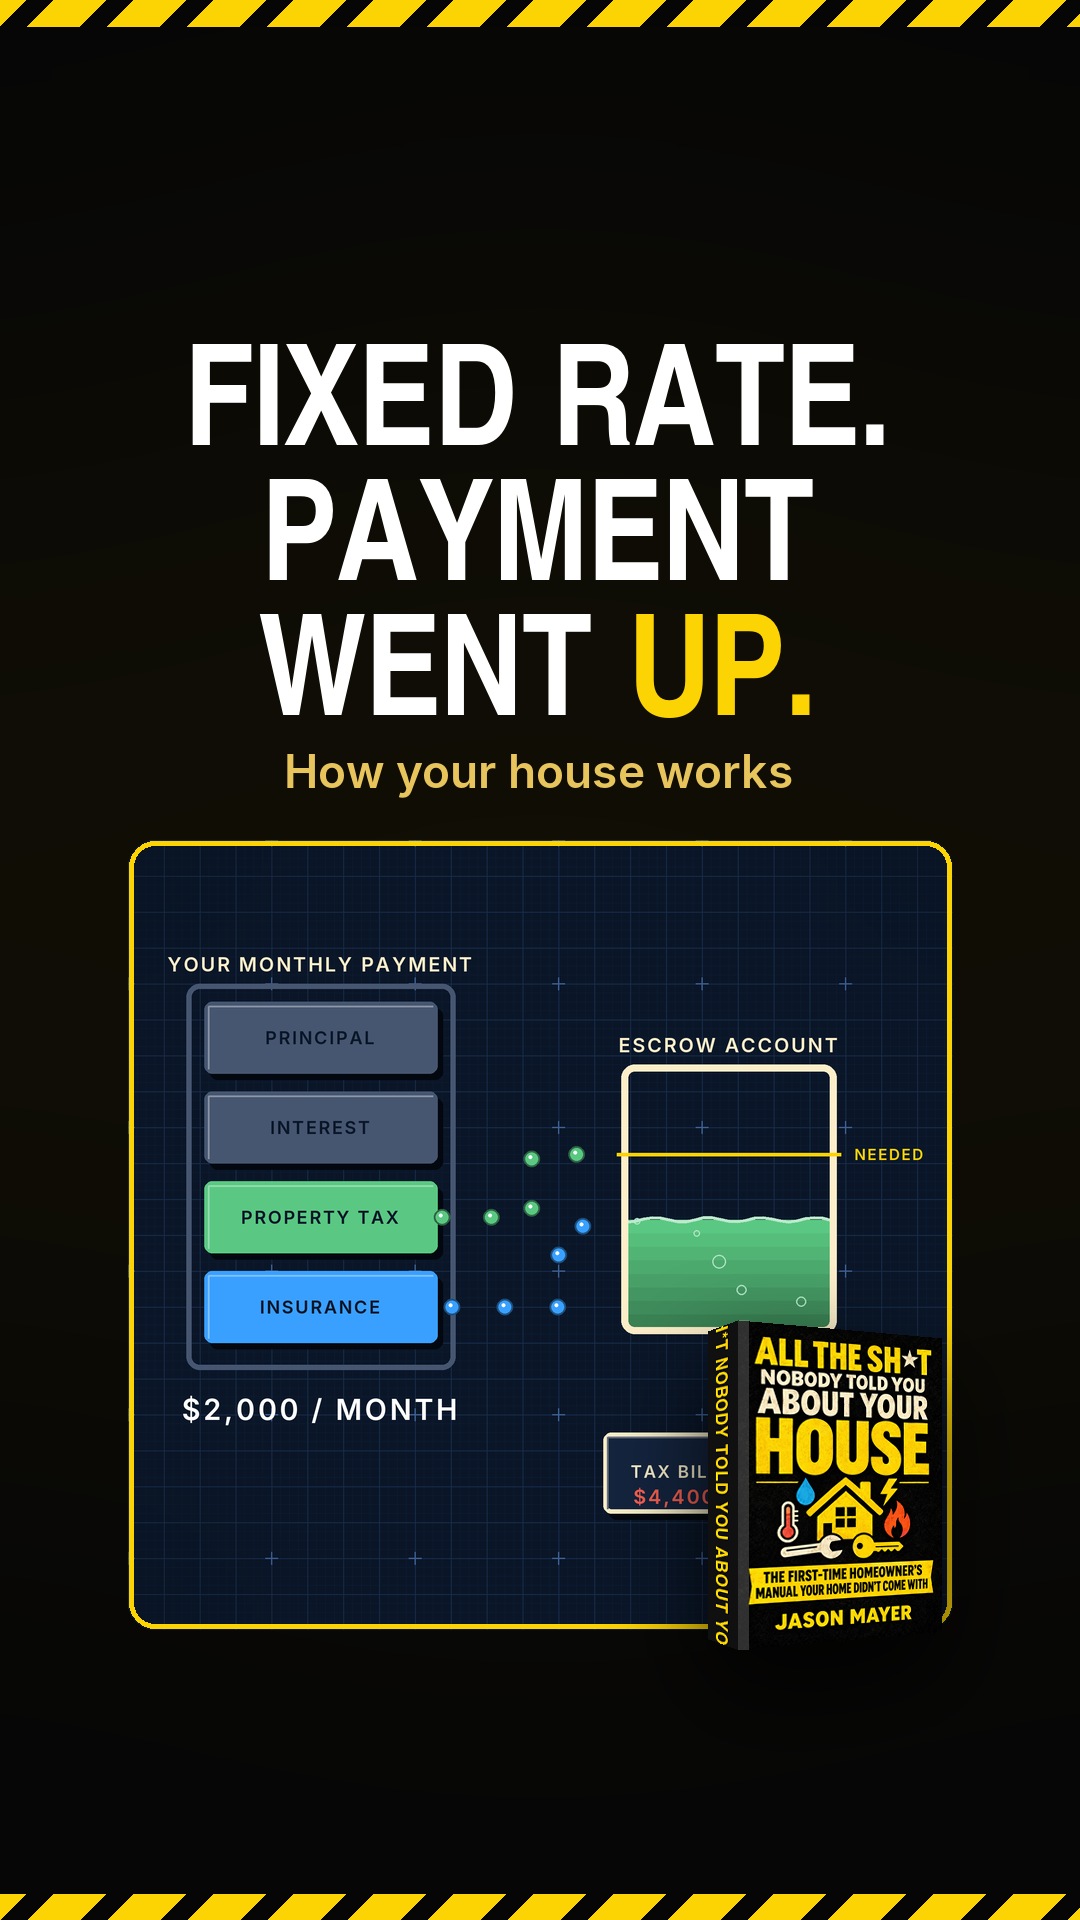 FIXED RATE.
PAYMENT
WENT UP.
How your house works
YOUR MONTHLY PAYMENT
PRINCIPAL
INTEREST
PROPERTY TAX
INSURANCE
$2,000 / MONTH
ESCROW ACCOUNT
NEEDED
TAX BIL
$4,400
H*T NOBODY TOLD YOU ABOUT YO
ALL THE SH★T
NOBODY TOLD YOU
ABOUT YOUR
HOUSE
THE FIRST-TIME HOMEOWNER'S
MANUAL YOUR HOME DIDN'T COME WITH
JASON MAYER